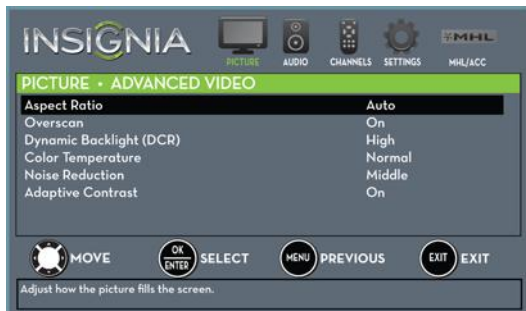 INSIGNIA
PICTURE AUDIO CHANNELS SETTINGS MHL MHL/ACC
PICTURE • ADVANCED VIDEO
Aspect Ratio Auto
Overscan On
Dynamic Backlight (DCR) High
Color Temperature Normal
Noise Reduction Middle
Adaptive Contrast On
MOVE OK ENTER SELECT MENU PREVIOUS EXIT EXIT
Adjust how the picture fills the screen.